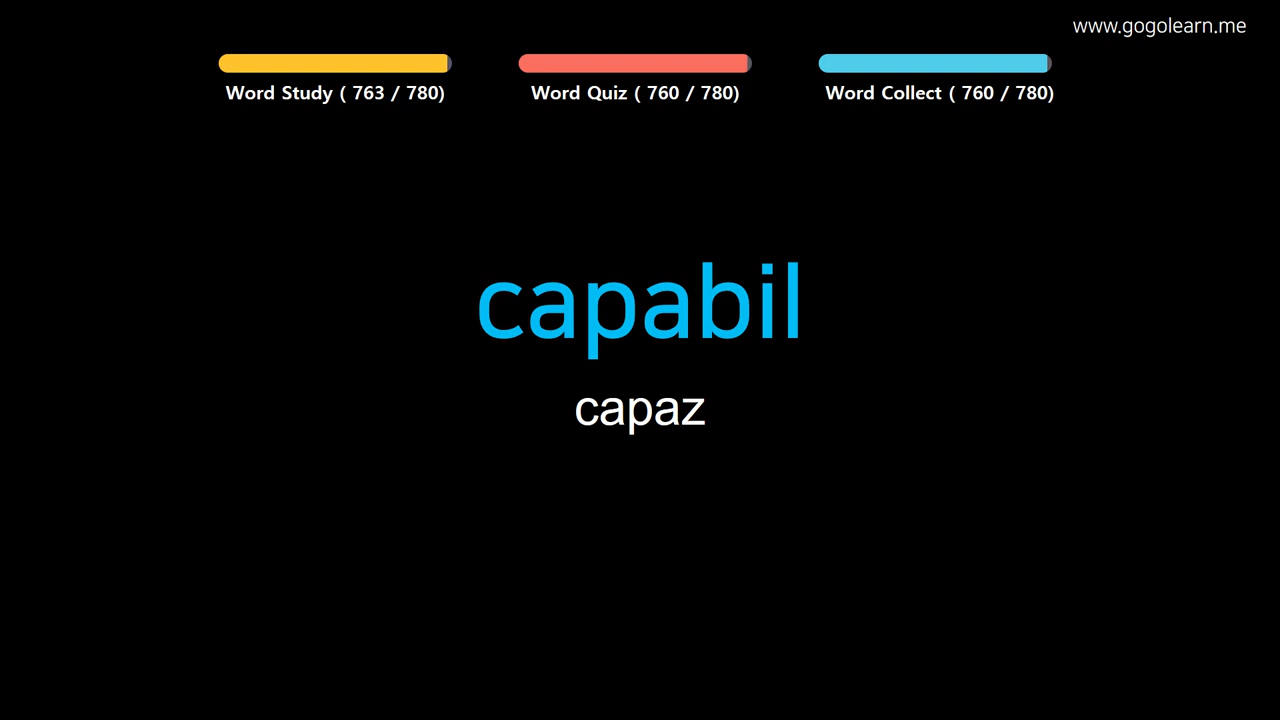 www.gogolearn.me
Word Study ( 763 / 780)
Word Quiz ( 760 / 780)
Word Collect ( 760 / 780)
capabil
capaz